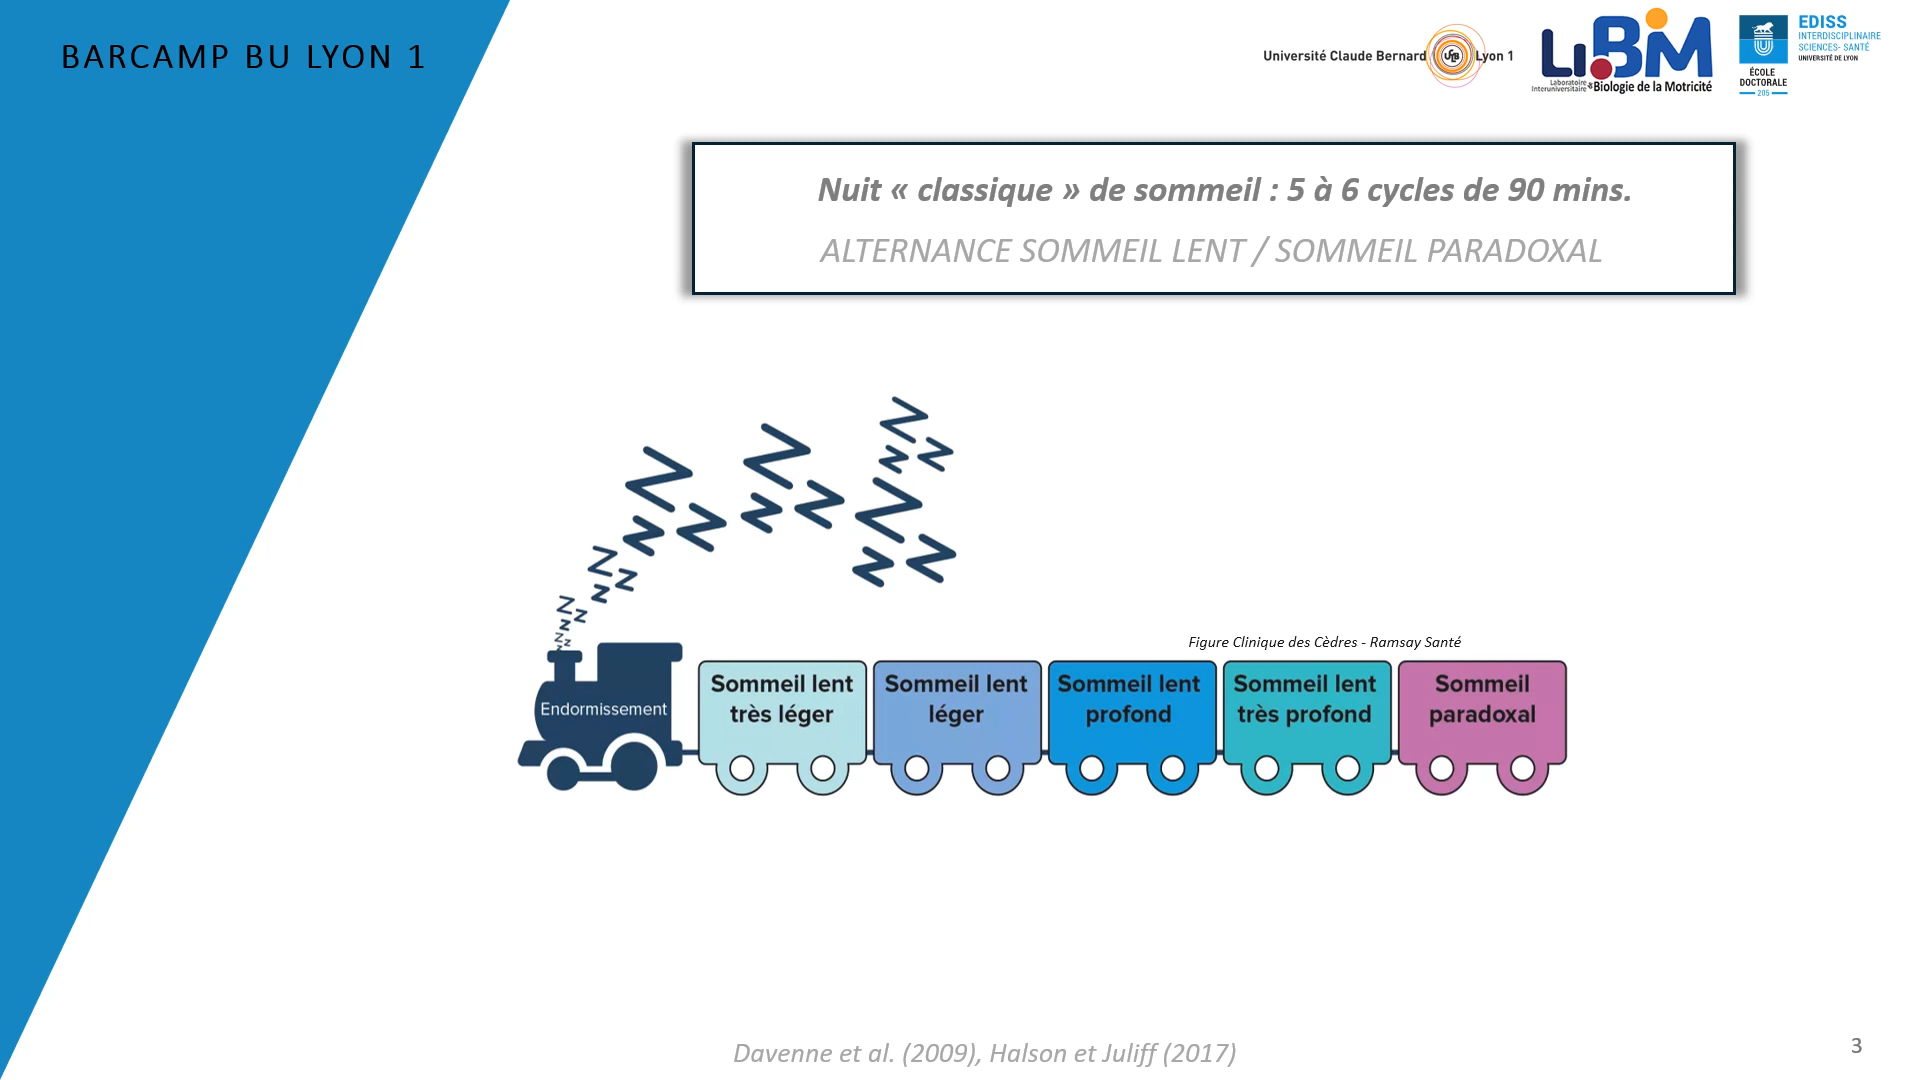 BARCAMP BU LYON 1
Université Claude Bernard Lyon 1
LIBM
Laboratoire
Interuniversitaire de Biologie de la Motricité
ÉCOLE
DOCTORALE
205
EDISS
INTERDISCIPLINAIRE
SCIENCES- SANTÉ
UNIVERSITÉ DE LYON
Nuit « classique » de sommeil : 5 à 6 cycles de 90 mins.
ALTERNANCE SOMMEIL LENT / SOMMEIL PARADOXAL
Z Z Z
Z Z Z
Z Z Z
Z Z Z
Z Z Z
Z Z Z
Z Z Z
Z Z Z
Figure Clinique des Cèdres - Ramsay Santé
Endormissement
Sommeil lent
très léger
Sommeil lent
léger
Sommeil lent
profond
Sommeil lent
très profond
Sommeil
paradoxal
Davenne et al. (2009), Halson et Juliff (2017)
3